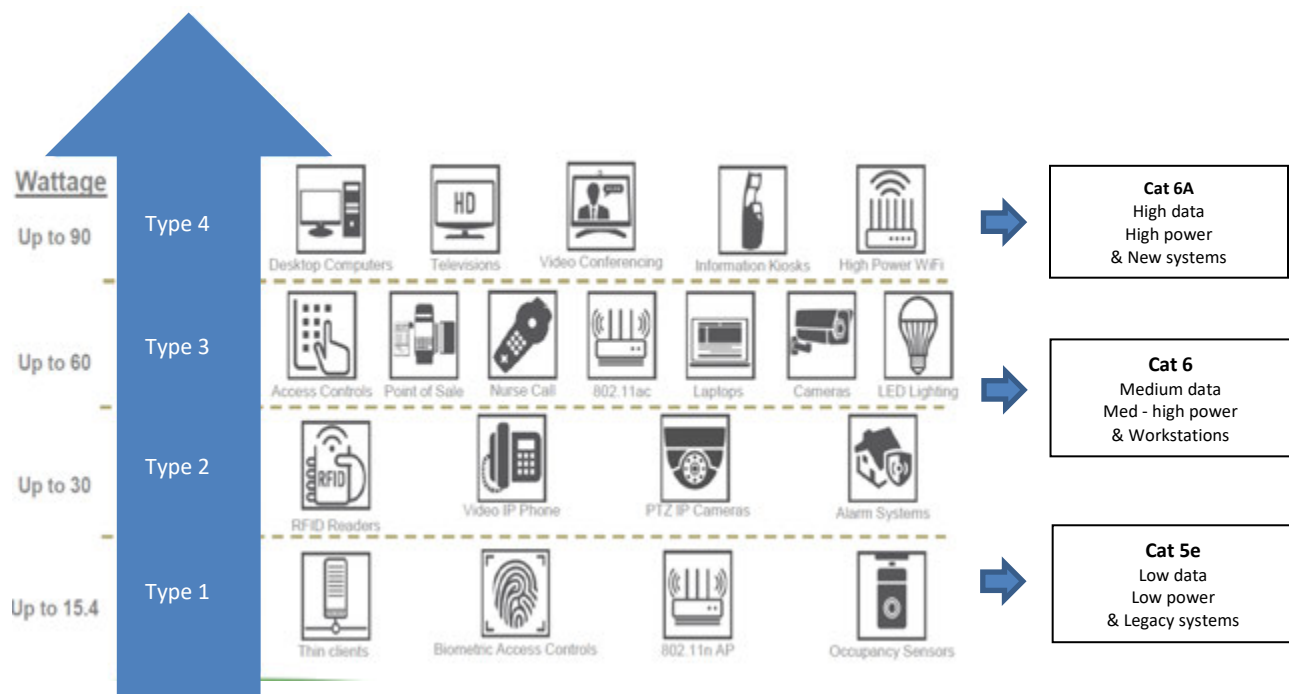 Wattage
Up to 90
Type 4
HD
Desktop Computers
Televisions
Video Conferencing
Information Kiosks
High Power WiFi
Cat 6A
High data
High power
& New systems
Up to 60
Type 3
Access Controls
Point of Sale
Nurse Call
802.11ac
Laptops
Cameras
LED Lighting
Cat 6
Medium data
Med - high power
& Workstations
Up to 30
Type 2
RFID
RFID Readers
Video IP Phone
PTZ IP Cameras
Alarm Systems
Up to 15.4
Type 1
Thin clients
Biometric Access Controls
802.11n AP
Occupancy Sensors
Cat 5e
Low data
Low power
& Legacy systems